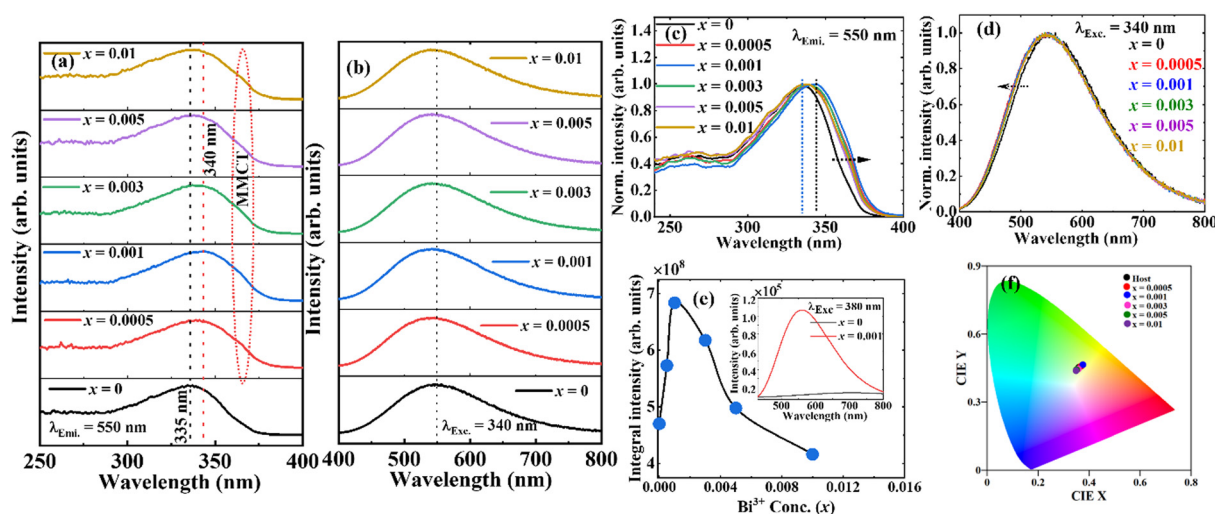 (a)
x = 0.01
x = 0.005
340 nm
MMCT
x = 0.003
x = 0.001
x = 0.0005
x = 0
λEmi. = 550 nm
335 nm
250
300
350
400
Wavelength (nm)
Intensity (arb. units)
(b)
x = 0.01
x = 0.005
x = 0.003
x = 0.001
x = 0.0005
x = 0
λExc. = 340 nm
400
500
600
700
800
Wavelength (nm)
Intensity (arb. units)
(c)
x = 0
x = 0.0005
x = 0.001
x = 0.003
x = 0.005
x = 0.01
λEmi. = 550 nm
1.4
1.2
1.0
0.8
0.6
0.4
0.2
0.0
250
300
350
400
Wavelength (nm)
Norm. intensity (arb. units)
(d)
λExc. = 340 nm
x = 0
x = 0.0005
x = 0.001
x = 0.003
x = 0.005
x = 0.01
1.0
0.8
0.6
0.4
0.2
0.0
400
500
600
700
800
Wavelength (nm)
Norm. intensity (arb. units)
(e)
×10⁸
7
6
5
4
0.000
0.004
0.008
0.012
0.016
Bi³⁺ Conc. (x)
Integral Intensity (arb. units)
×10⁵
λExc = 380 nm
x = 0
x = 0.001
1.0
0.8
0.6
0.4
0.2
500
600
700
800
Wavelength (nm)
Intensity (arb. units)
(f)
Host
x = 0.0005
x = 0.001
x = 0.003
x = 0.005
x = 0.01
0.9
0.6
0.3
0.0
0.0
0.2
0.4
0.6
0.8
CIE X
CIE Y